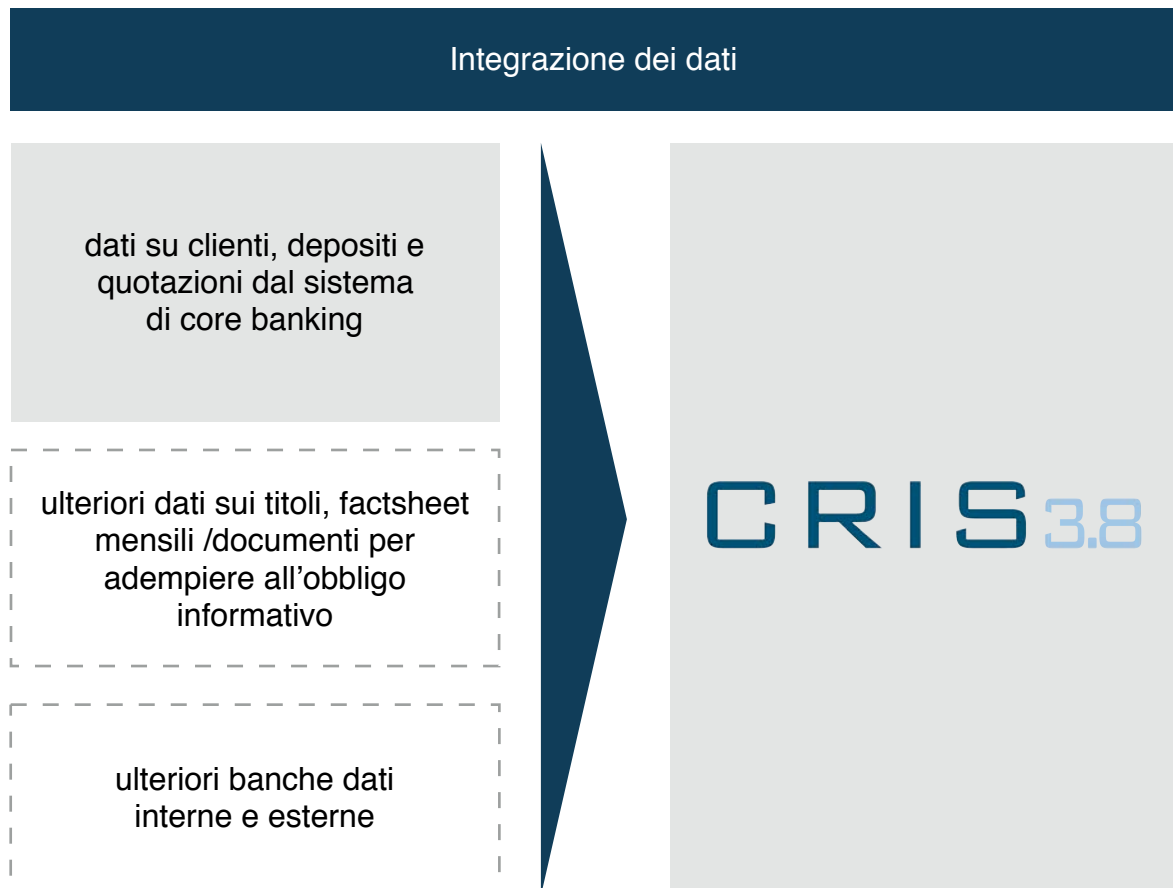 Integrazione dei dati
dati su clienti, depositi e
quotazioni dal sistema
di core banking
ulteriori dati sui titoli, factsheet
mensili /documenti per
adempiere all’obbligo
informativo
ulteriori banche dati
interne e esterne
CRIS 3.8